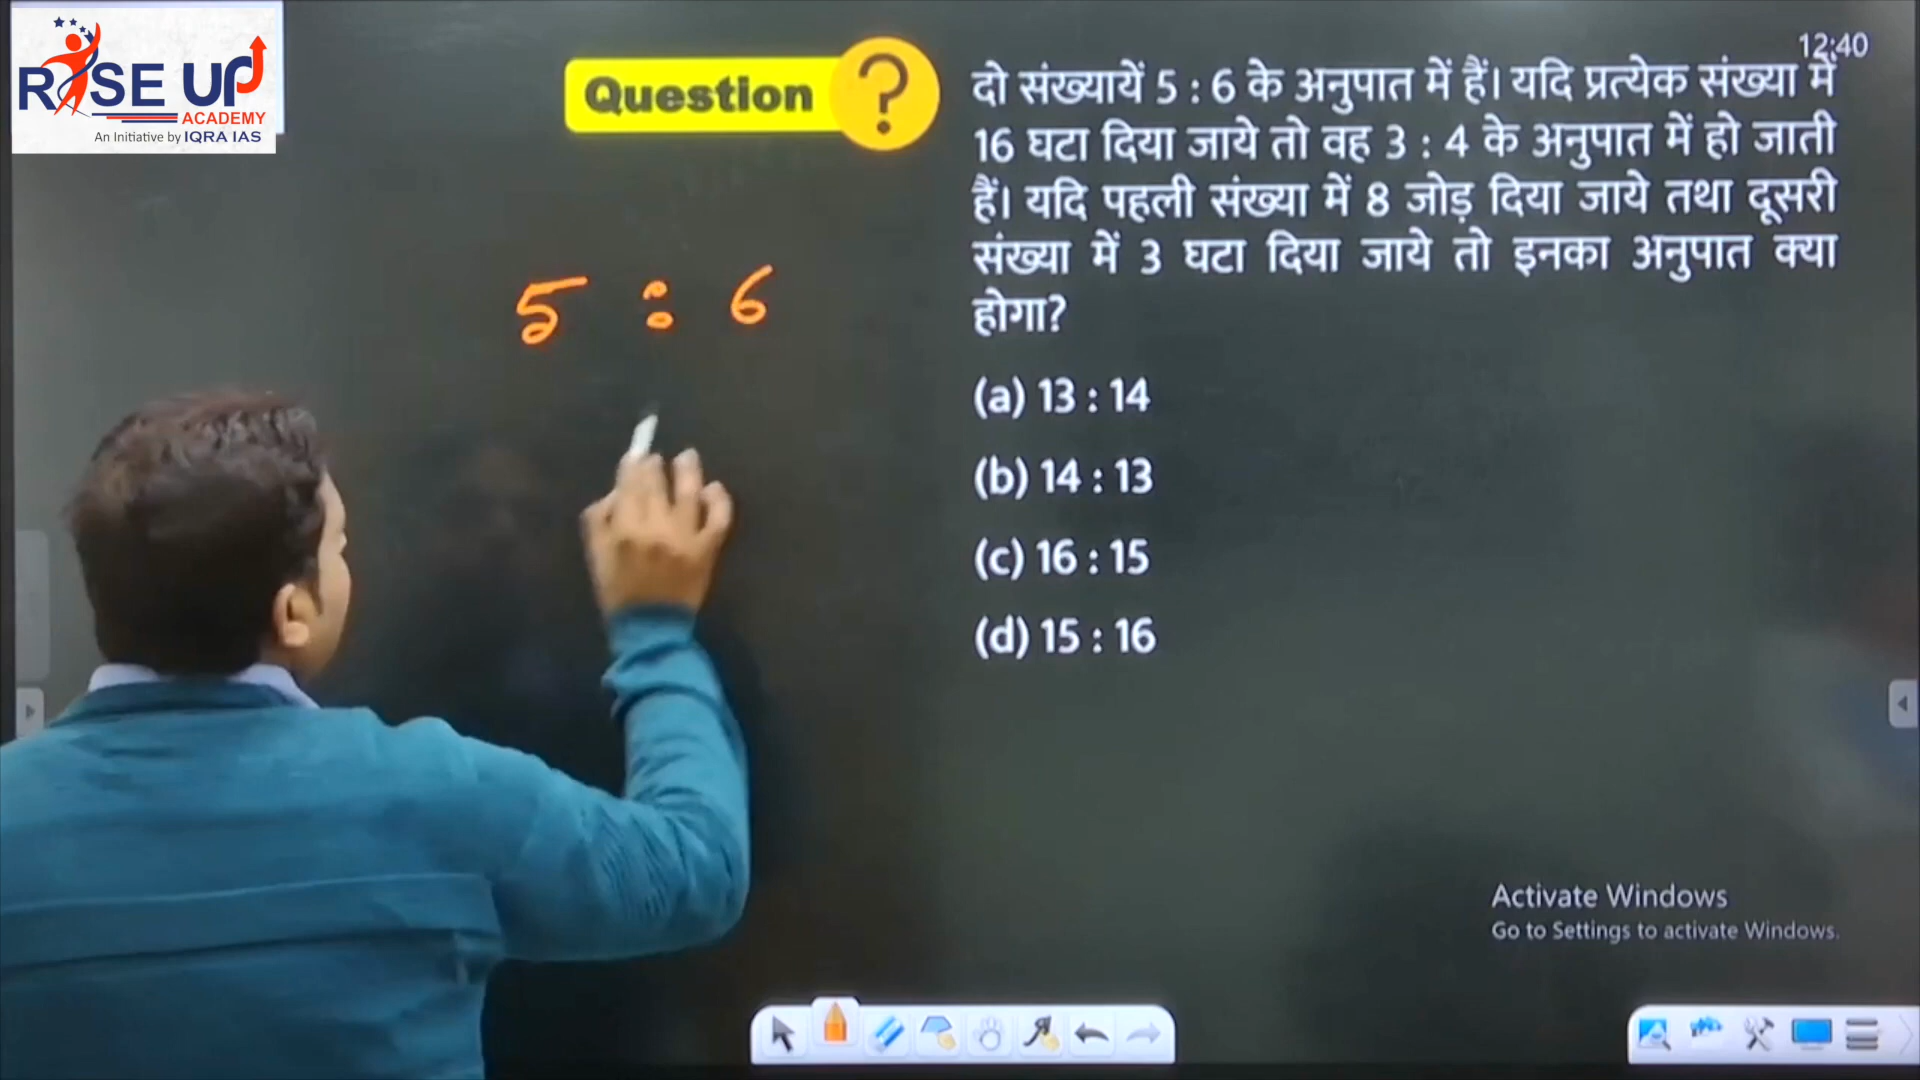 12:40
RISE UP
ACADEMY
An Initiative by IQRA IAS
Question ?
दो संख्यायें 5 : 6 के अनुपात में हैं। यदि प्रत्येक संख्या में
16 घटा दिया जाये तो वह 3 : 4 के अनुपात में हो जाती
हैं। यदि पहली संख्या में 8 जोड़ दिया जाये तथा दूसरी
संख्या में 3 घटा दिया जाये तो इनका अनुपात क्या
होगा?
5 : 6
(a) 13 : 14
(b) 14 : 13
(c) 16 : 15
(d) 15 : 16
Activate Windows
Go to Settings to activate Windows.